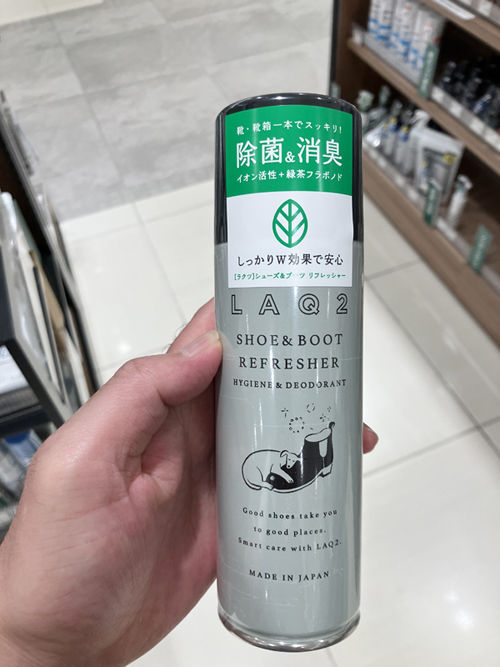 靴・靴箱一本でスッキリ!
除菌&消臭
イオン活性+緑茶フラボノイド
しっかりW効果で安心
[ラクツ]シューズ&ブーツ リフレッシャー
LAQ2
SHOE&BOOT
REFRESHER
HYGIENE & DEODORANT
Good shoes take you
to good places.
Smart care with LAQ2.
MADE IN JAPAN